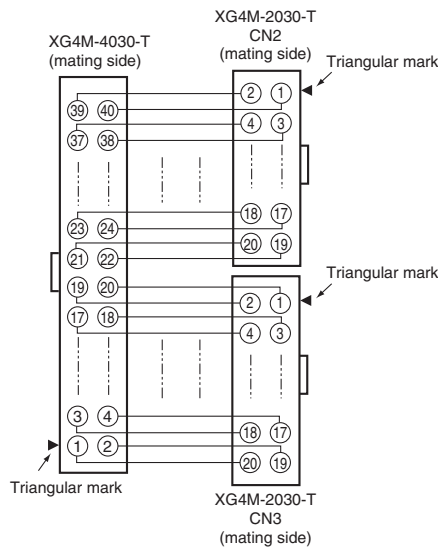 XG4M-2030-T
CN2
(mating side)
XG4M-4030-T
(mating side)
Triangular mark
2 1
39 40
4 3
37 38
18 17
23 24
20 19
21 22
Triangular mark
19 20
2 1
17 18
4 3
3 4
18 17
1 2
20 19
Triangular mark
XG4M-2030-T
CN3
(mating side)